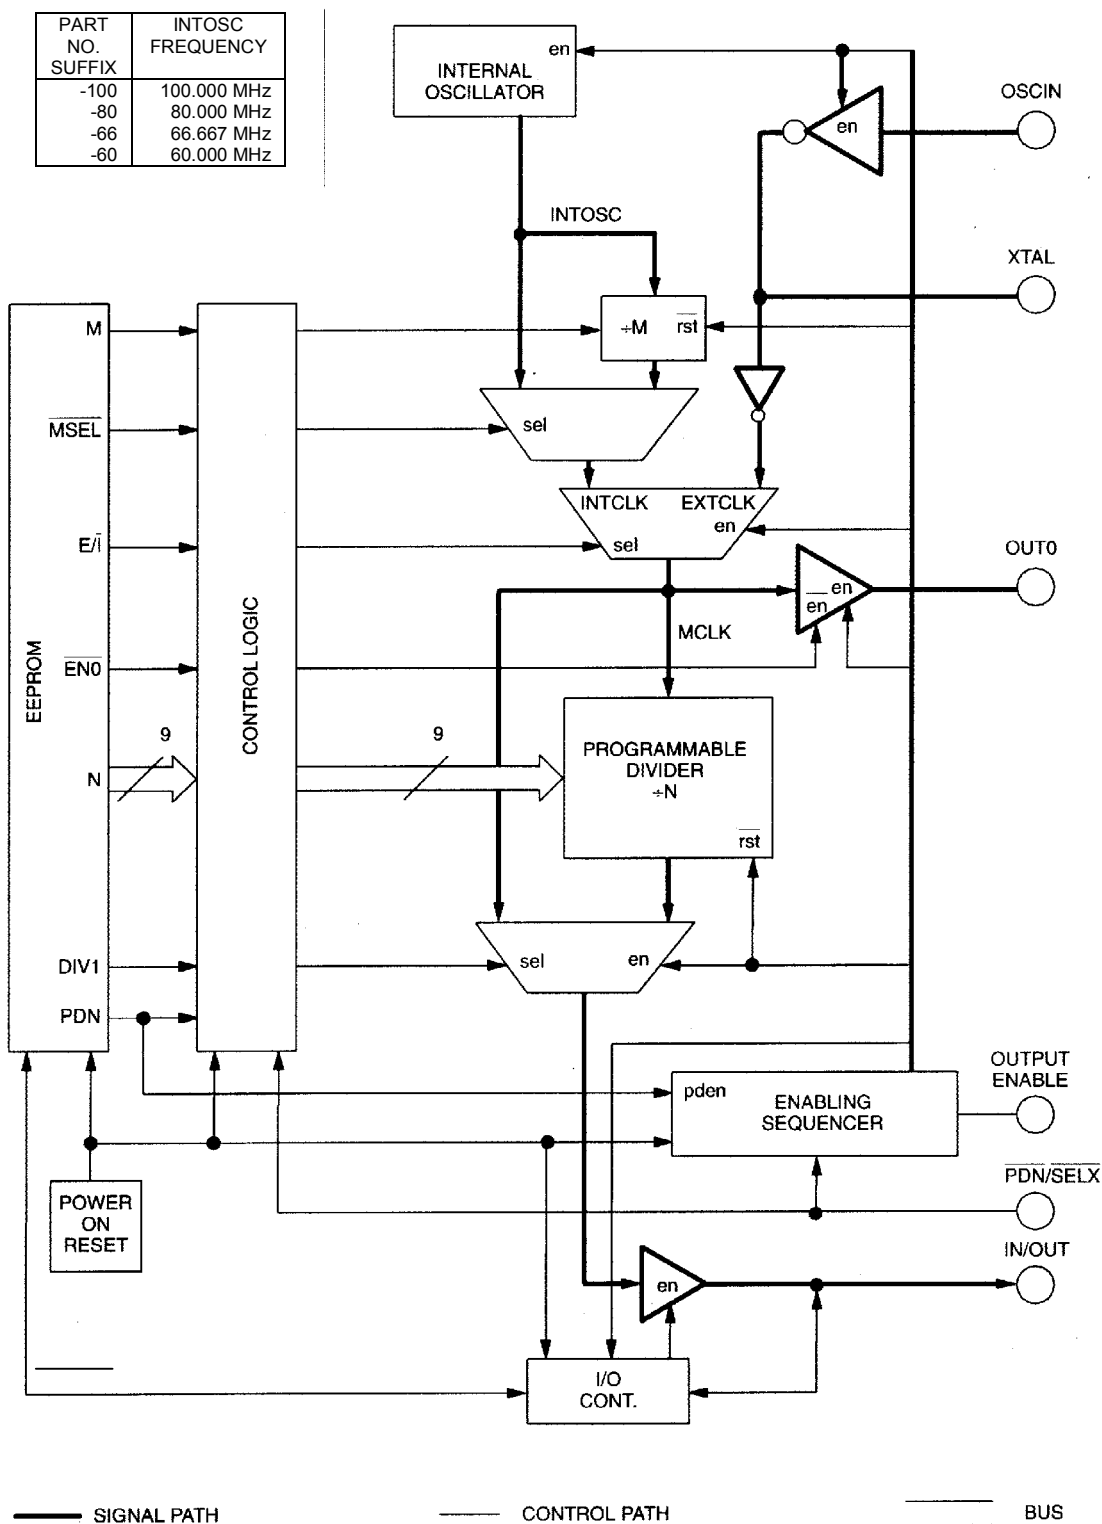 PART NO. SUFFIX INTOSC FREQUENCY
-100 100.000 MHz
-80 80.000 MHz
-66 66.667 MHz
-60 60.000 MHz
en
INTERNAL
OSCILLATOR
en
OSCIN
INTOSC
XTAL
M
÷M rst
MSEL
sel
INTCLK EXTCLK
en
E/I
sel
OUT0
en
en
MCLK
EEPROM
CONTROL LOGIC
EN0
9
9
N
PROGRAMMABLE
DIVIDER
÷N
rst
DIV1
sel
en
PDN
OUTPUT
ENABLE
pden
ENABLING
SEQUENCER
PDN/SELX
POWER
ON
RESET
IN/OUT
en
I/O
CONT.
SIGNAL PATH
CONTROL PATH
BUS